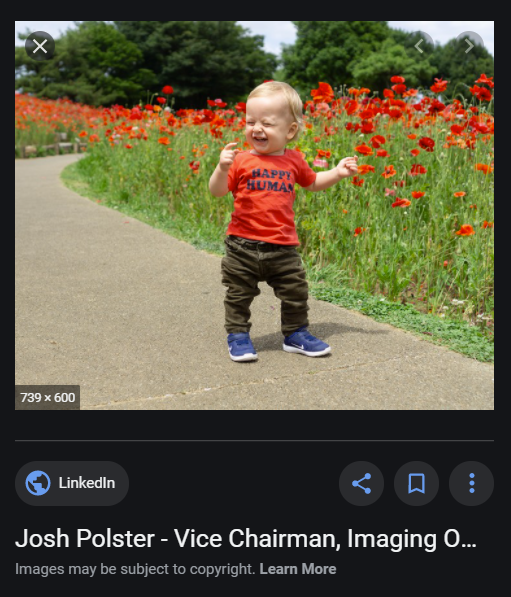 HAPPY
HUMAN
739 × 600
LinkedIn
Josh Polster - Vice Chairman, Imaging O...
Images may be subject to copyright. Learn More